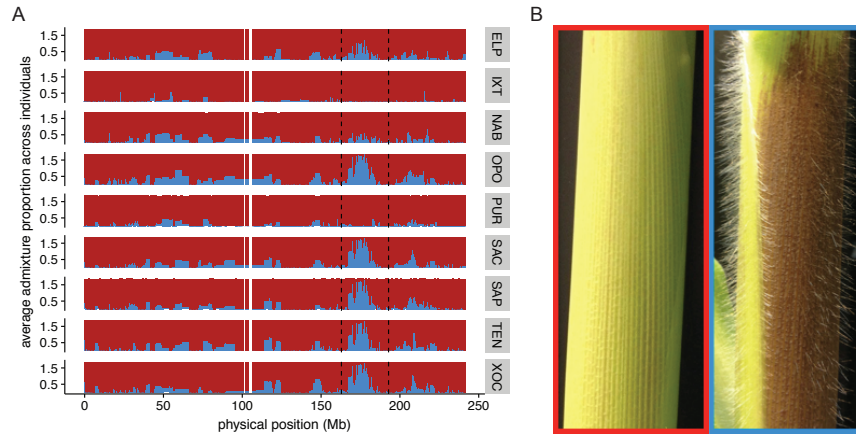 A
B
average admixture proportion across individuals
1.5
0.5
ELP
1.5
0.5
IXT
1.5
0.5
NAB
1.5
0.5
OPO
1.5
0.5
PUR
1.5
0.5
SAC
1.5
0.5
SAP
1.5
0.5
TEN
1.5
0.5
XOC
0 50 100 150 200 250
physical position (Mb)